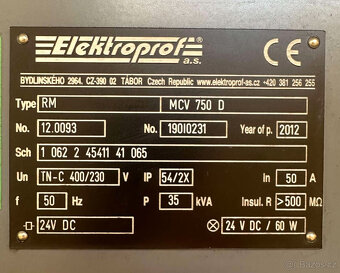 Elektroprof
a.s.
CE
BYDLINSKÉHO 2964, CZ-390 02 TÁBOR Czech Republic www.elektroprof-as.cz +420 381 256 255
Type RM MCV 750 D
No. 12.0093 No. 19010231 Year of p. 2012
Sch 1 062 2 45411 41 065
Un TN-C 400/230 V IP 54/2X In 50 A
f 50 Hz P 35 kVA Insul. R >500 MΩ
24V DC 24 V DC / 60 W